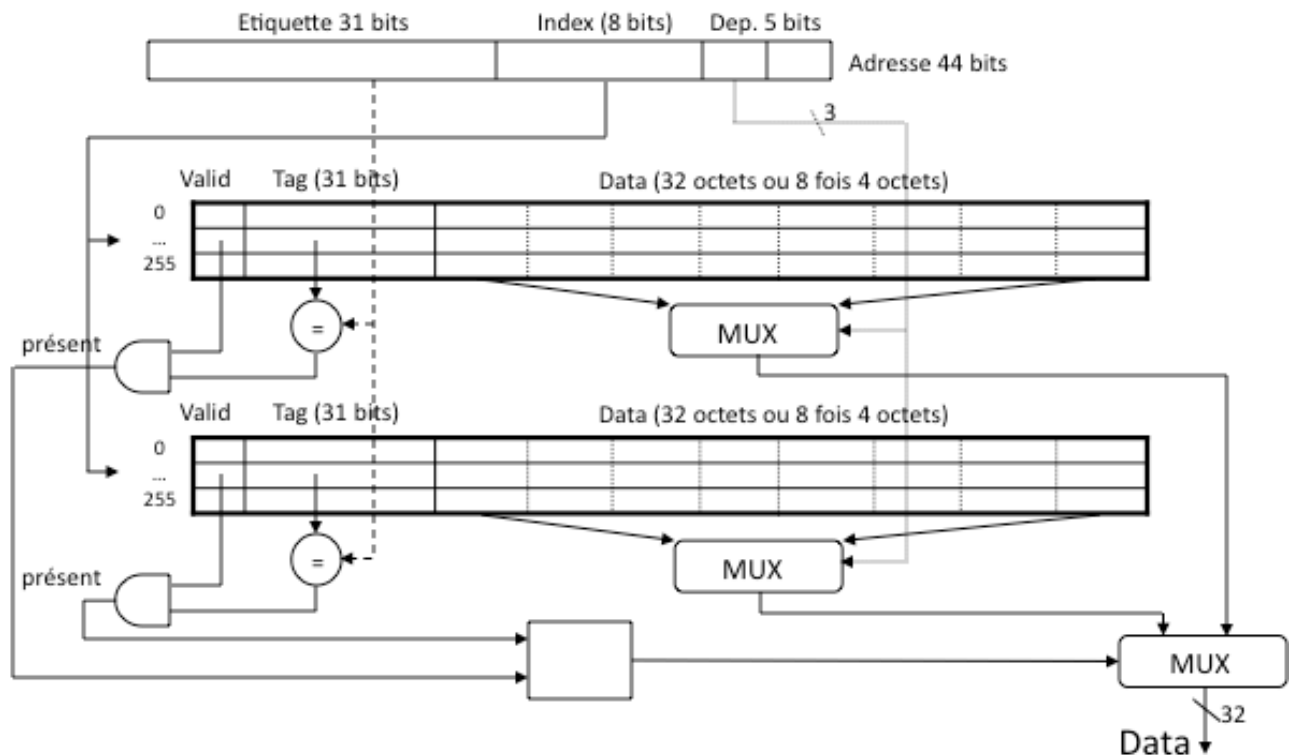 Etiquette 31 bits Index (8 bits) Dep. 5 bits
Adresse 44 bits
3
Valid Tag (31 bits) Data (32 octets ou 8 fois 4 octets)
0
...
255
=
MUX
présent
Valid Tag (31 bits) Data (32 octets ou 8 fois 4 octets)
0
...
255
=
MUX
présent
MUX
32
Data